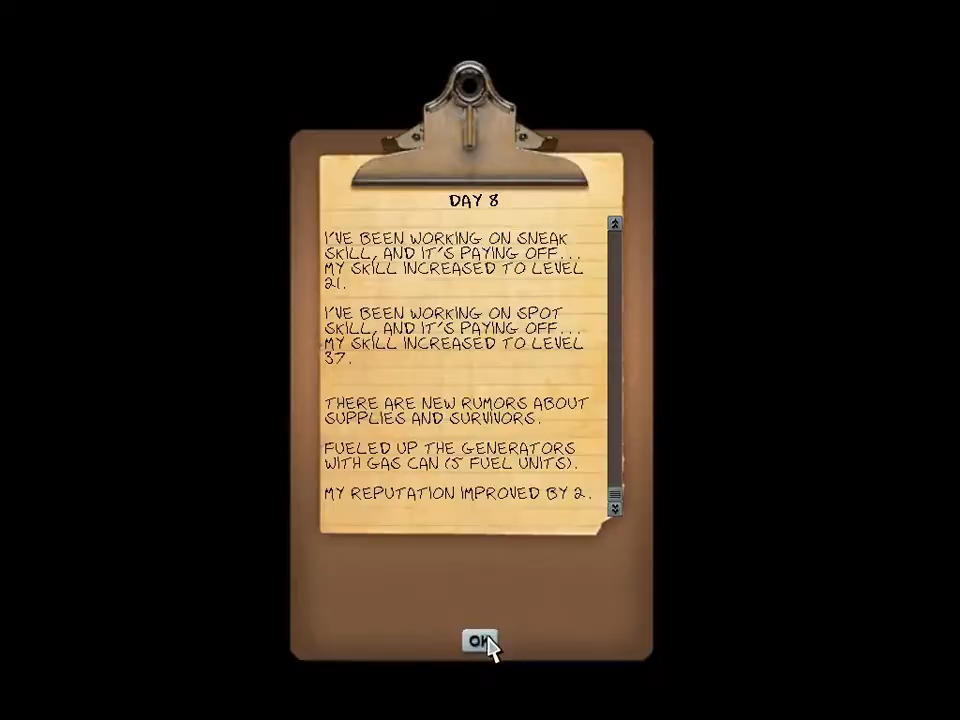 DAY 8
I'VE BEEN WORKING ON SNEAK
SKILL, AND IT'S PAYING OFF...
MY SKILL INCREASED TO LEVEL
21.
I'VE BEEN WORKING ON SPOT
SKILL, AND IT'S PAYING OFF...
MY SKILL INCREASED TO LEVEL
37.
THERE ARE NEW RUMORS ABOUT
SUPPLIES AND SURVIVORS.
FUELED UP THE GENERATORS
WITH GAS CAN (5 FUEL UNITS).
MY REPUTATION IMPROVED BY 2.
OK